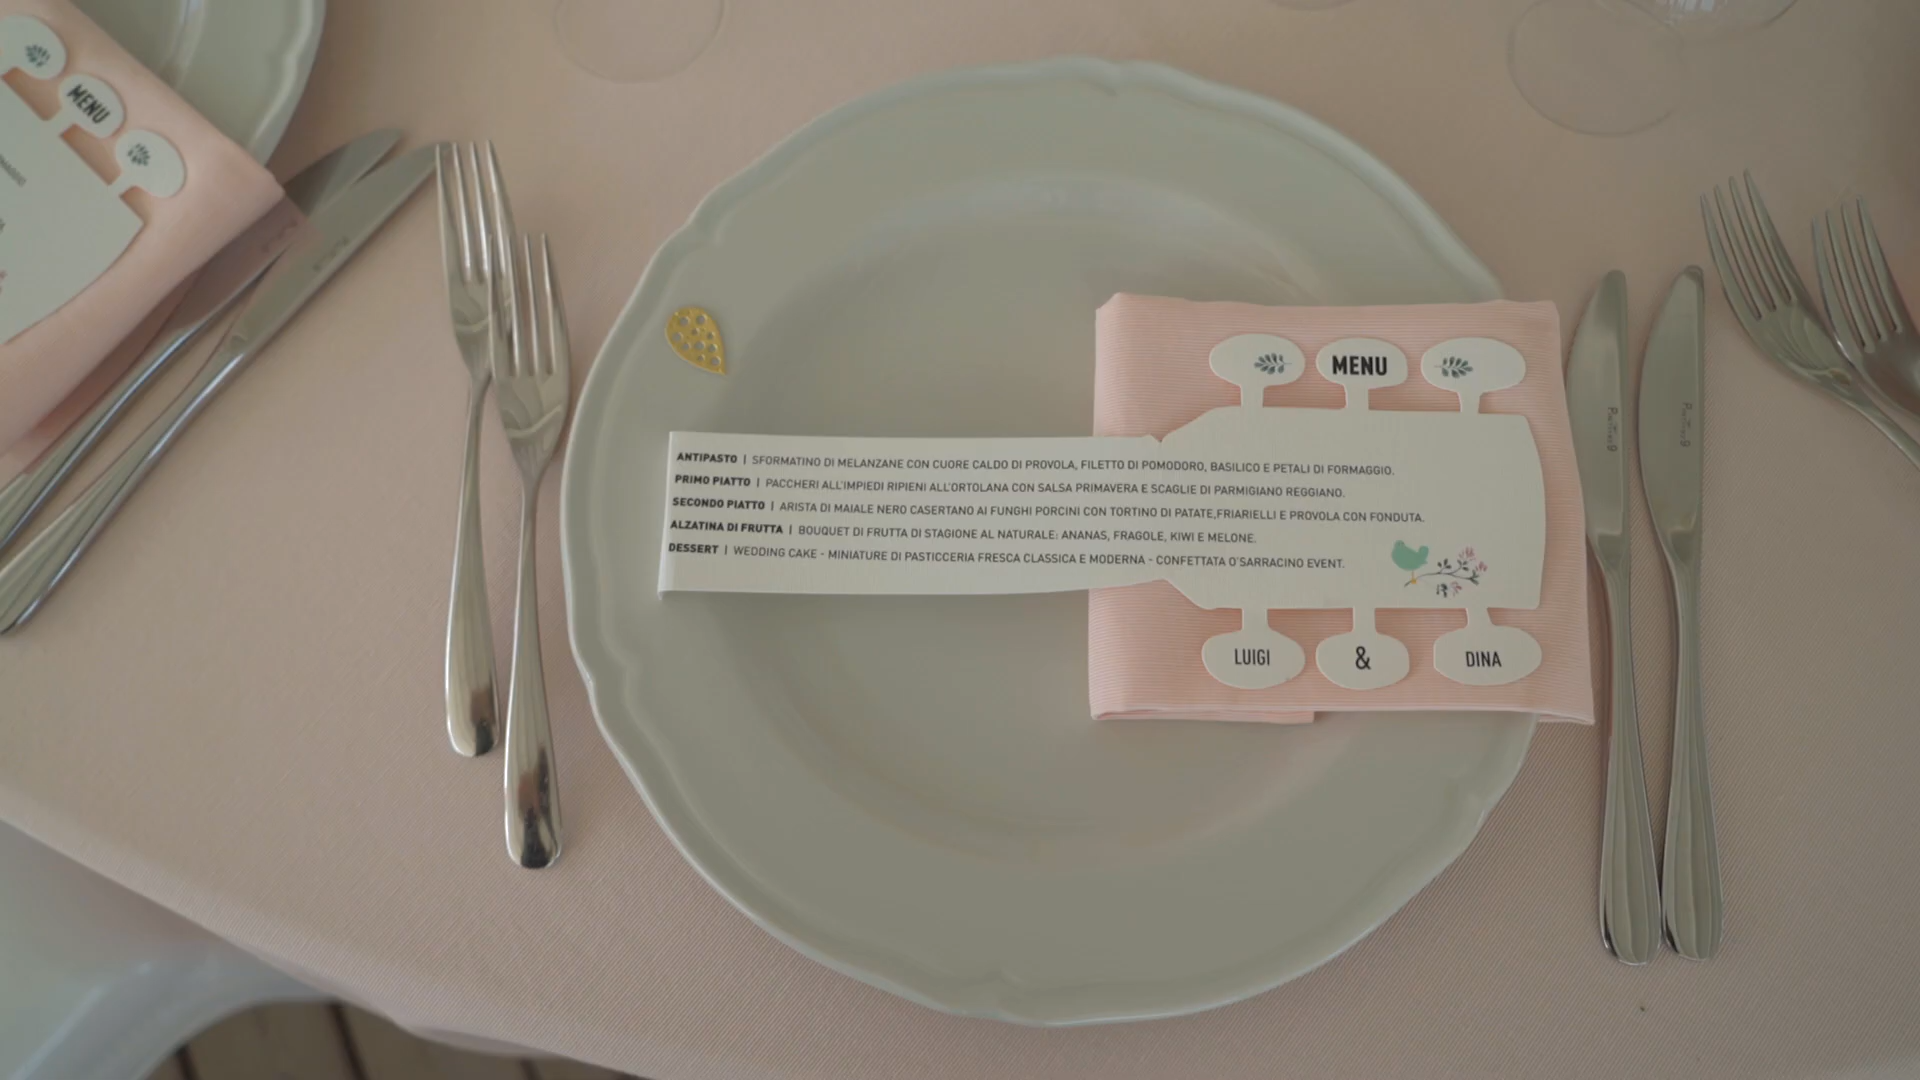 MENU
MENU
ANTIPASTO | SFORMATINO DI MELANZANE CON CUORE CALDO DI PROVOLA, FILETTO DI POMODORO, BASILICO E PETALI DI FORMAGGIO.
PRIMO PIATTO | PACCHERI ALL'IMPIEDI RIPIENI ALL'ORTOLANA CON SALSA PRIMAVERA E SCAGLIE DI PARMIGIANO REGGIANO.
SECONDO PIATTO | ARISTA DI MAIALE NERO CASERTANO AI FUNGHI PORCINI CON TORTINO DI PATATE,FRIARIELLI E PROVOLA CON FONDUTA.
ALZATINA DI FRUTTA | BOUQUET DI FRUTTA DI STAGIONE AL NATURALE: ANANAS, FRAGOLE, KIWI E MELONE.
DESSERT | WEDDING CAKE - MINIATURE DI PASTICCERIA FRESCA CLASSICA E MODERNA - CONFETTATA O'SARRACINO EVENT.
LUIGI & DINA